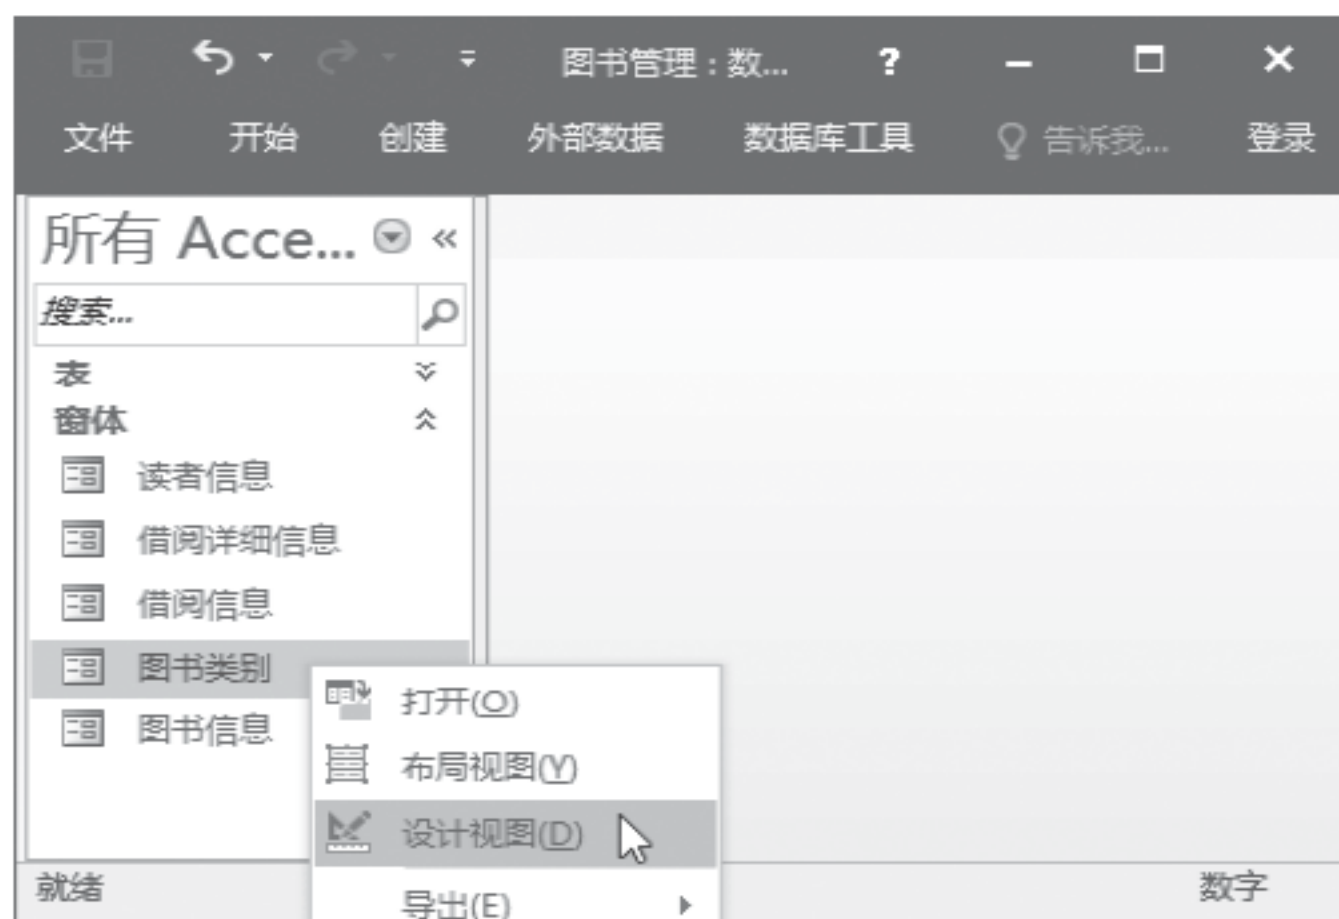 图书管理 : 数... ?
文件 开始 创建 外部数据 数据库工具 告诉我... 登录
所有 Acce... «
搜索...
表
窗体
读者信息
借阅详细信息
借阅信息
图书类别
图书信息
打开(O)
布局视图(Y)
设计视图(D)
导出(E)
就绪 数字